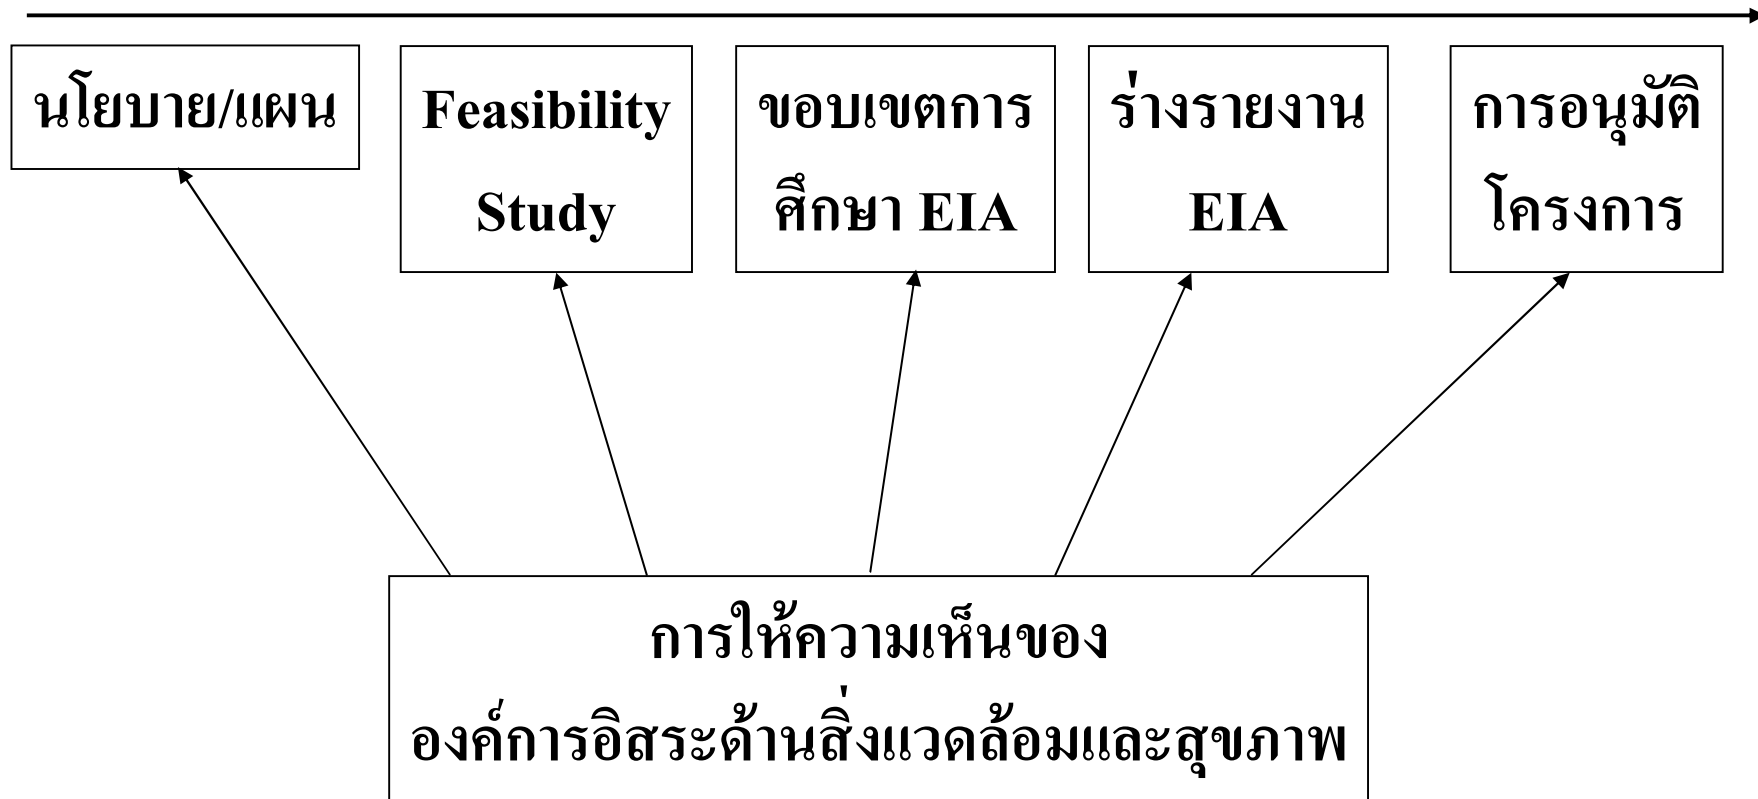 นโยบาย/แผน
Feasibility
Study
ขอบเขตการ
ศึกษา EIA
ร่างรายงาน
EIA
การอนุมัติ
โครงการ
การให้ความเห็นของ
องค์การอิสระด้านสิ่งแวดล้อมและสุขภาพ